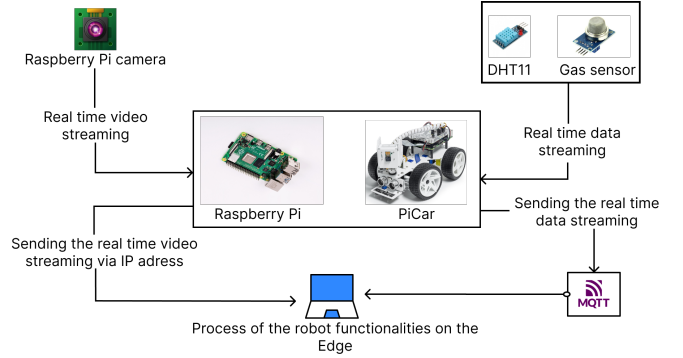 Raspberry Pi camera
DHT11
Gas sensor
Real time video
streaming
Real time data
streaming
Raspberry Pi
PiCar
Sending the real time
data streaming
Sending the real time video
streaming via IP adress
MQTT
Process of the robot functionalities on the
Edge